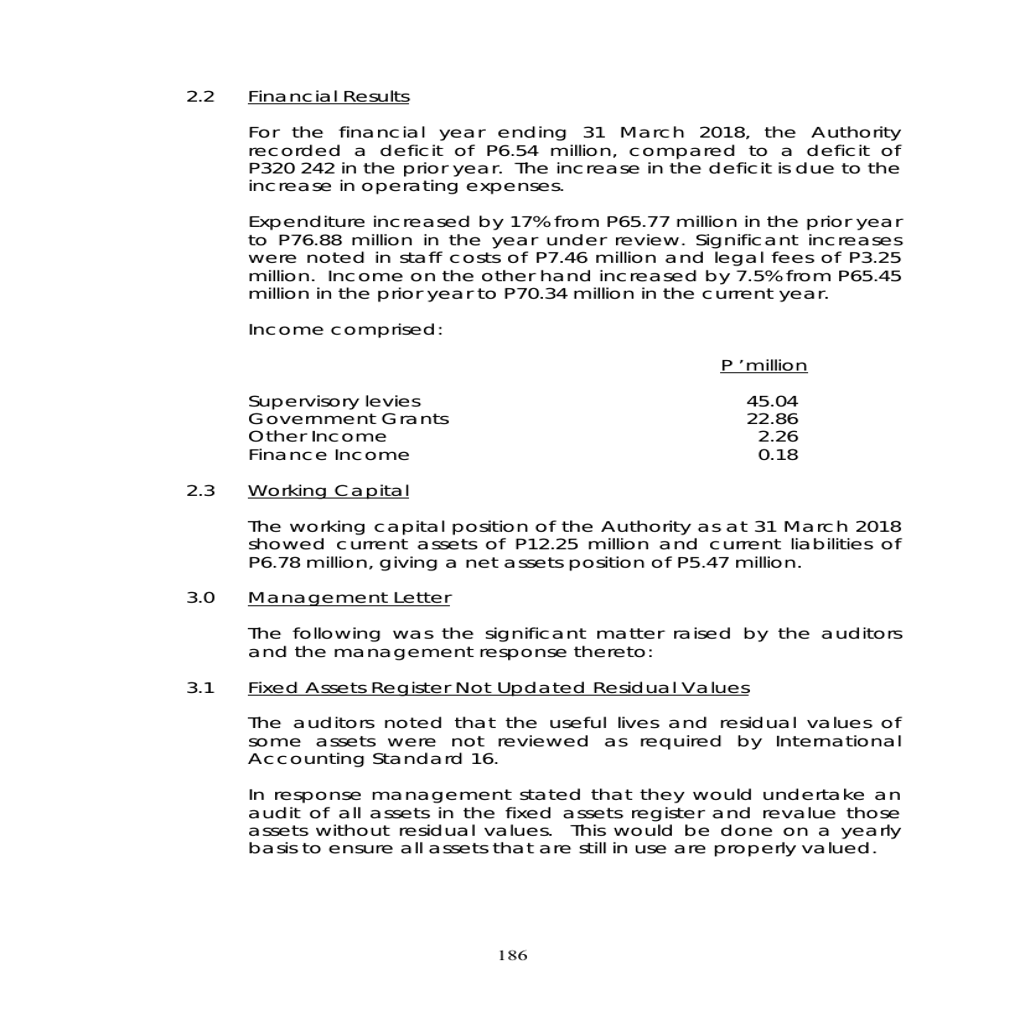 2.2 Financial Results
For the financial year ending 31 March 2018, the Authority
recorded a deficit of P6.54 million, compared to a deficit of
P320 242 in the prior year. The increase in the deficit is due to the
increase in operating expenses.
Expenditure increased by 17% from P65.77 million in the prior year
to P76.88 million in the year under review. Significant increases
were noted in staff costs of P7.46 million and legal fees of P3.25
million. Income on the other hand increased by 7.5% from P65.45
million in the prior year to P70.34 million in the current year.
Income comprised:
P 'million
Supervisory levies 45.04
Government Grants 22.86
Other Income 2.26
Finance Income 0.18
2.3 Working Capital
The working capital position of the Authority as at 31 March 2018
showed current assets of P12.25 million and current liabilities of
P6.78 million, giving a net assets position of P5.47 million.
3.0 Management Letter
The following was the significant matter raised by the auditors
and the management response thereto:
3.1 Fixed Assets Register Not Updated Residual Values
The auditors noted that the useful lives and residual values of
some assets were not reviewed as required by International
Accounting Standard 16.
In response management stated that they would undertake an
audit of all assets in the fixed assets register and revalue those
assets without residual values. This would be done on a yearly
basis to ensure all assets that are still in use are properly valued.
186